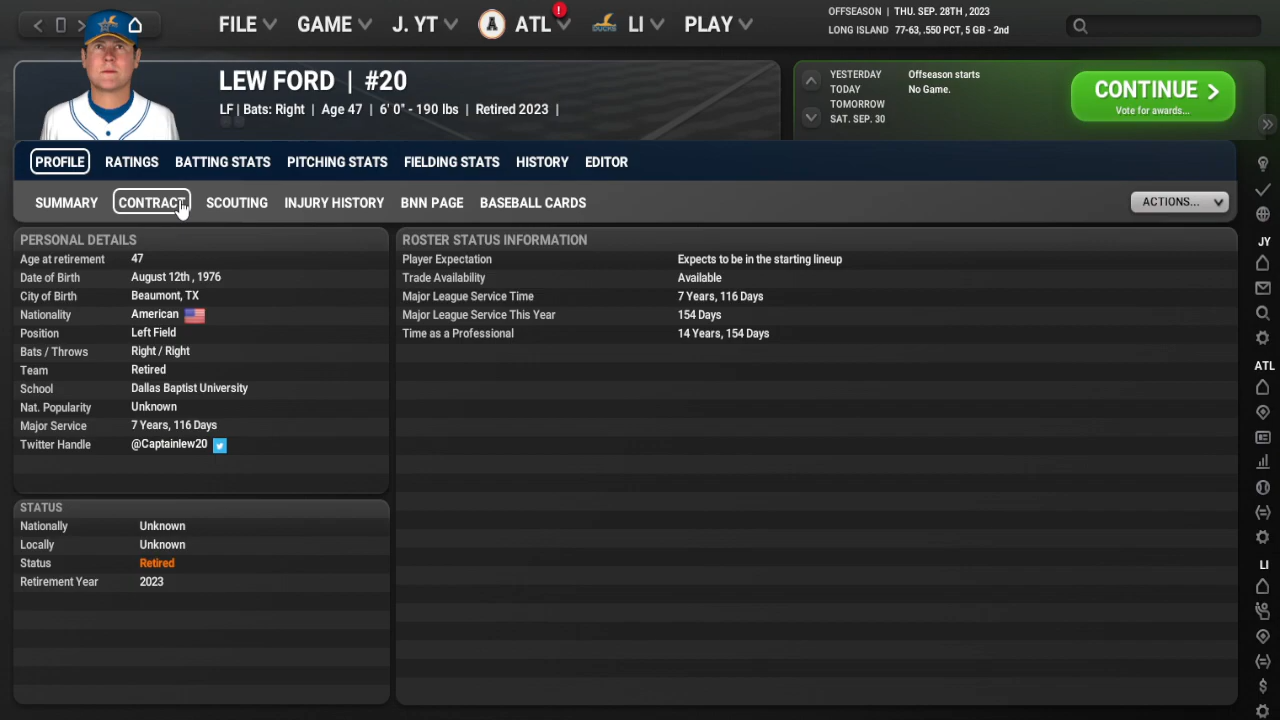 FILE GAME J. YT A ATL ! DUCKS LI PLAY
OFFSEASON | THU. SEP. 28TH , 2023
LONG ISLAND 77-63, .550 PCT, 5 GB - 2nd
LEW FORD | #20
LF | Bats: Right | Age 47 | 6' 0" - 190 lbs | Retired 2023 |
YESTERDAY Offseason starts
TODAY No Game.
TOMORROW
SAT. SEP. 30
CONTINUE
Vote for awards...
PROFILE RATINGS BATTING STATS PITCHING STATS FIELDING STATS HISTORY EDITOR
SUMMARY CONTRACT SCOUTING INJURY HISTORY BNN PAGE BASEBALL CARDS ACTIONS...
PERSONAL DETAILS
Age at retirement 47
Date of Birth August 12th , 1976
City of Birth Beaumont, TX
Nationality American
Position Left Field
Bats / Throws Right / Right
Team Retired
School Dallas Baptist University
Nat. Popularity Unknown
Major Service 7 Years, 116 Days
Twitter Handle @Captainlew20
STATUS
Nationally Unknown
Locally Unknown
Status Retired
Retirement Year 2023
ROSTER STATUS INFORMATION
Player Expectation Expects to be in the starting lineup
Trade Availability Available
Major League Service Time 7 Years, 116 Days
Major League Service This Year 154 Days
Time as a Professional 14 Years, 154 Days
JY
ATL
LI
$